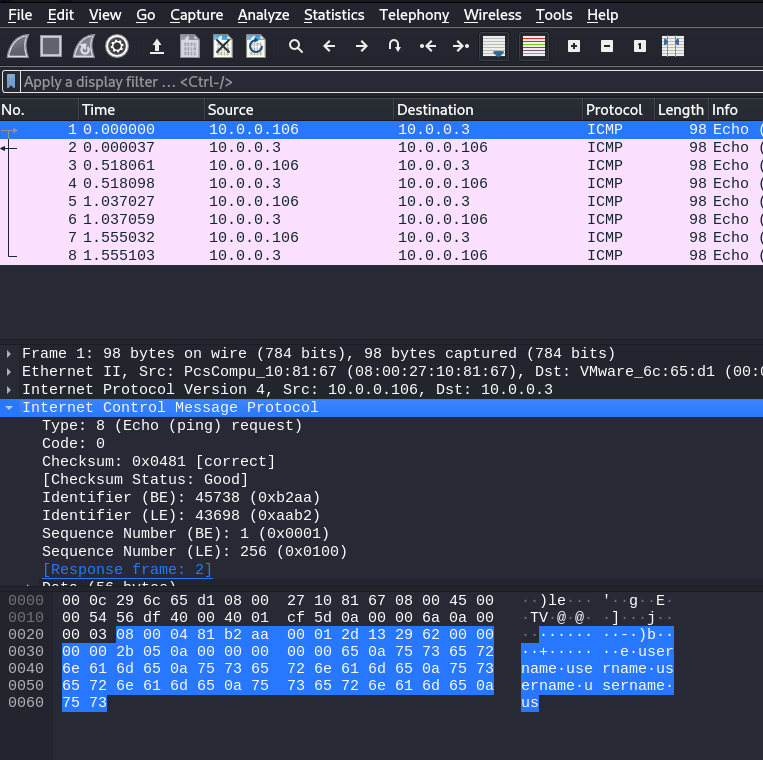 File Edit View Go Capture Analyze Statistics Telephony Wireless Tools Help
Apply a display filter … <Ctrl-/>
No. Time Source Destination Protocol Length Info
1 0.000000 10.0.0.106 10.0.0.3 ICMP 98 Echo (
2 0.000037 10.0.0.3 10.0.0.106 ICMP 98 Echo (
3 0.518061 10.0.0.106 10.0.0.3 ICMP 98 Echo (
4 0.518098 10.0.0.3 10.0.0.106 ICMP 98 Echo (
5 1.037027 10.0.0.106 10.0.0.3 ICMP 98 Echo (
6 1.037059 10.0.0.3 10.0.0.106 ICMP 98 Echo (
7 1.555032 10.0.0.106 10.0.0.3 ICMP 98 Echo (
8 1.555103 10.0.0.3 10.0.0.106 ICMP 98 Echo (
Frame 1: 98 bytes on wire (784 bits), 98 bytes captured (784 bits)
Ethernet II, Src: PcsCompu_10:81:67 (08:00:27:10:81:67), Dst: VMware_6c:65:d1 (00:0
Internet Protocol Version 4, Src: 10.0.0.106, Dst: 10.0.0.3
Internet Control Message Protocol
Type: 8 (Echo (ping) request)
Code: 0
Checksum: 0x0481 [correct]
[Checksum Status: Good]
Identifier (BE): 45738 (0xb2aa)
Identifier (LE): 43698 (0xaab2)
Sequence Number (BE): 1 (0x0001)
Sequence Number (LE): 256 (0x0100)
[Response frame: 2]
Data (56 bytes)
0000 00 0c 29 6c 65 d1 08 00 27 10 81 67 08 00 45 00 ··)le··· '··g··E·
0010 00 54 56 df 40 00 40 01 cf 5d 0a 00 00 6a 0a 00 ·TV·@·@· ·]···j··
0020 00 03 08 00 04 81 b2 aa 00 01 2d 13 29 62 00 00 ········ ··-·)b··
0030 00 00 2b 05 0a 00 00 00 00 00 65 0a 75 73 65 72 ··+····· ··e·user
0040 6e 61 6d 65 0a 75 73 65 72 6e 61 6d 65 0a 75 73 name·use rname·us
0050 65 72 6e 61 6d 65 0a 75 73 65 72 6e 61 6d 65 0a ername·u sername·
0060 75 73 us